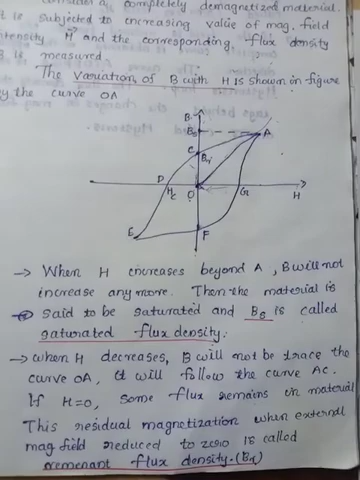 consider a completely demagnetized material.
it is subjected to increasing value of mag. field
intensity H and the corresponding flux density
B is measured
The variation of B with H is shown in figure
by the curve OA
B
Bs A
C
Br
D
Hc O G H
E F
→ When H increases beyond A, B will not
increase any more. Then the material is
said to be saturated and Bs is called
saturated flux density.
→ when H decreases, B will not be trace the
curve OA, it will follow the curve AC.
If H=0, some flux remains in material
This residual magnetization when external
mag field reduced to zero is called
remenant flux density. (Br)